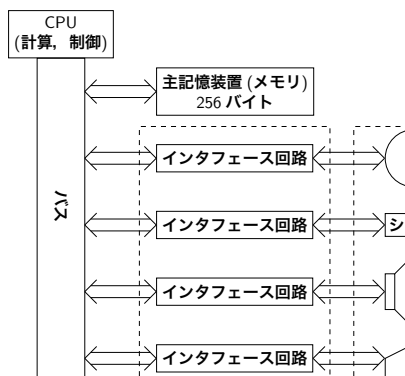 CPU
(計算，制御)
主記憶装置 (メモリ)
256 バイト
バス
インタフェース回路
インタフェース回路
シ
インタフェース回路
インタフェース回路